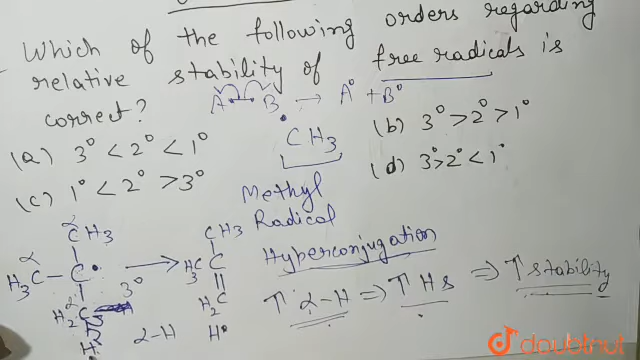 Which of the following orders regarding
relative stability of free radicals is
correct?
A — B → A° + B°
(a) 3° < 2° < 1°
(b) 3° > 2° > 1°
(c) 1° < 2° > 3°
(d) 3° > 2° < 1°
•CH3
Methyl
Radical
Hyperconjugation
↑ α-H ⇒ ↑ HS ⇒ ↑ stability
α CH3
α H3C — C • 3°
α H2C
H
α-H
CH3
H3C C
H2C
H•
doubtnut